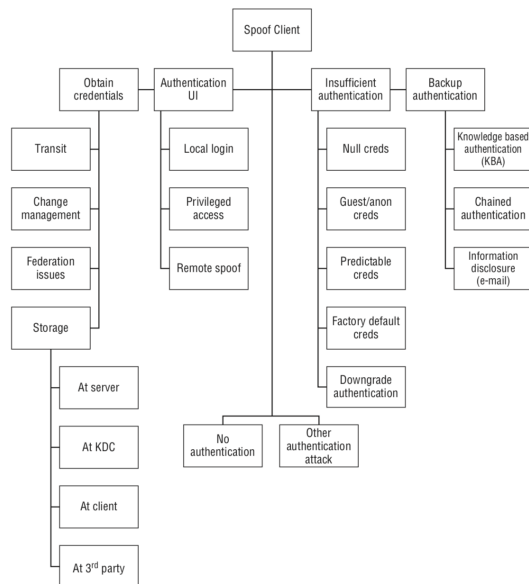 Spoof Client
Obtain
credentials
Authentication
UI
Insufficient
authentication
Backup
authentication
Transit
Change
management
Federation
issues
Storage
At server
At KDC
At client
At 3rd party
Local login
Privileged
access
Remote spoof
Null creds
Guest/anon
creds
Predictable
creds
Factory default
creds
Downgrade
authentication
Knowledge based
authentication
(KBA)
Chained
authentication
Information
disclosure
(e-mail)
No
authentication
Other
authentication
attack